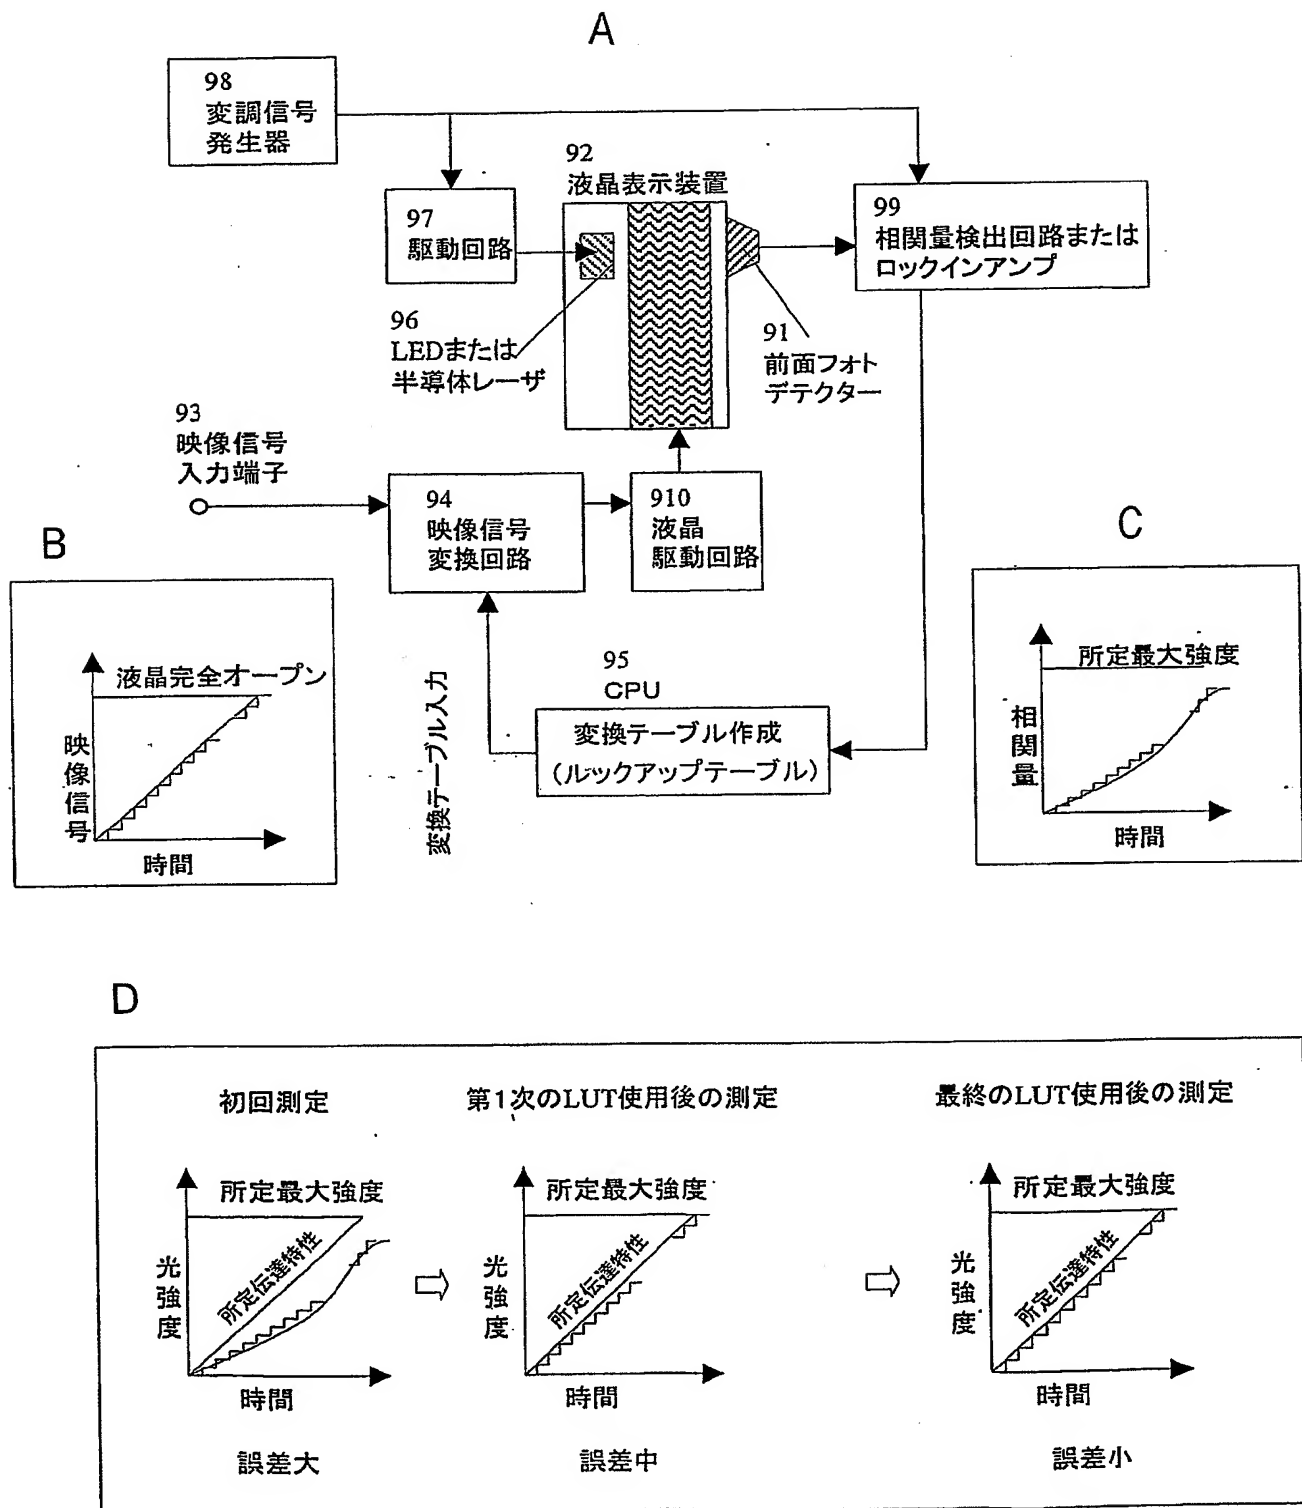 A
98
変調信号
発生器
97
駆動回路
92
液晶表示装置
99
相関量検出回路または
ロックインアンプ
96
LEDまたは
半導体レーザ
91
前面フォト
デテクター
93
映像信号
入力端子
94
映像信号
変換回路
910
液晶
駆動回路
95
CPU
変換テーブル作成
(ルックアップテーブル)
変換テーブル入力
B
液晶完全オープン
映像信号
時間
C
所定最大強度
相関量
時間
D
初回測定
第1次のLUT使用後の測定
最終のLUT使用後の測定
所定最大強度
所定伝達特性
光強度
時間
誤差大
所定最大強度
所定伝達特性
光強度
時間
誤差中
所定最大強度
所定伝達特性
光強度
時間
誤差小